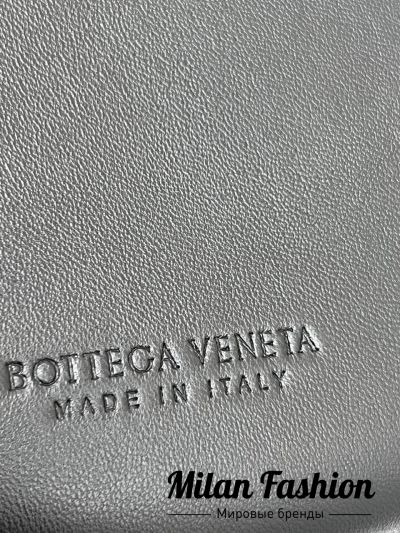 BOTTEGA VENETA
MADE IN ITALY
Milan Fashion
Мировые бренды